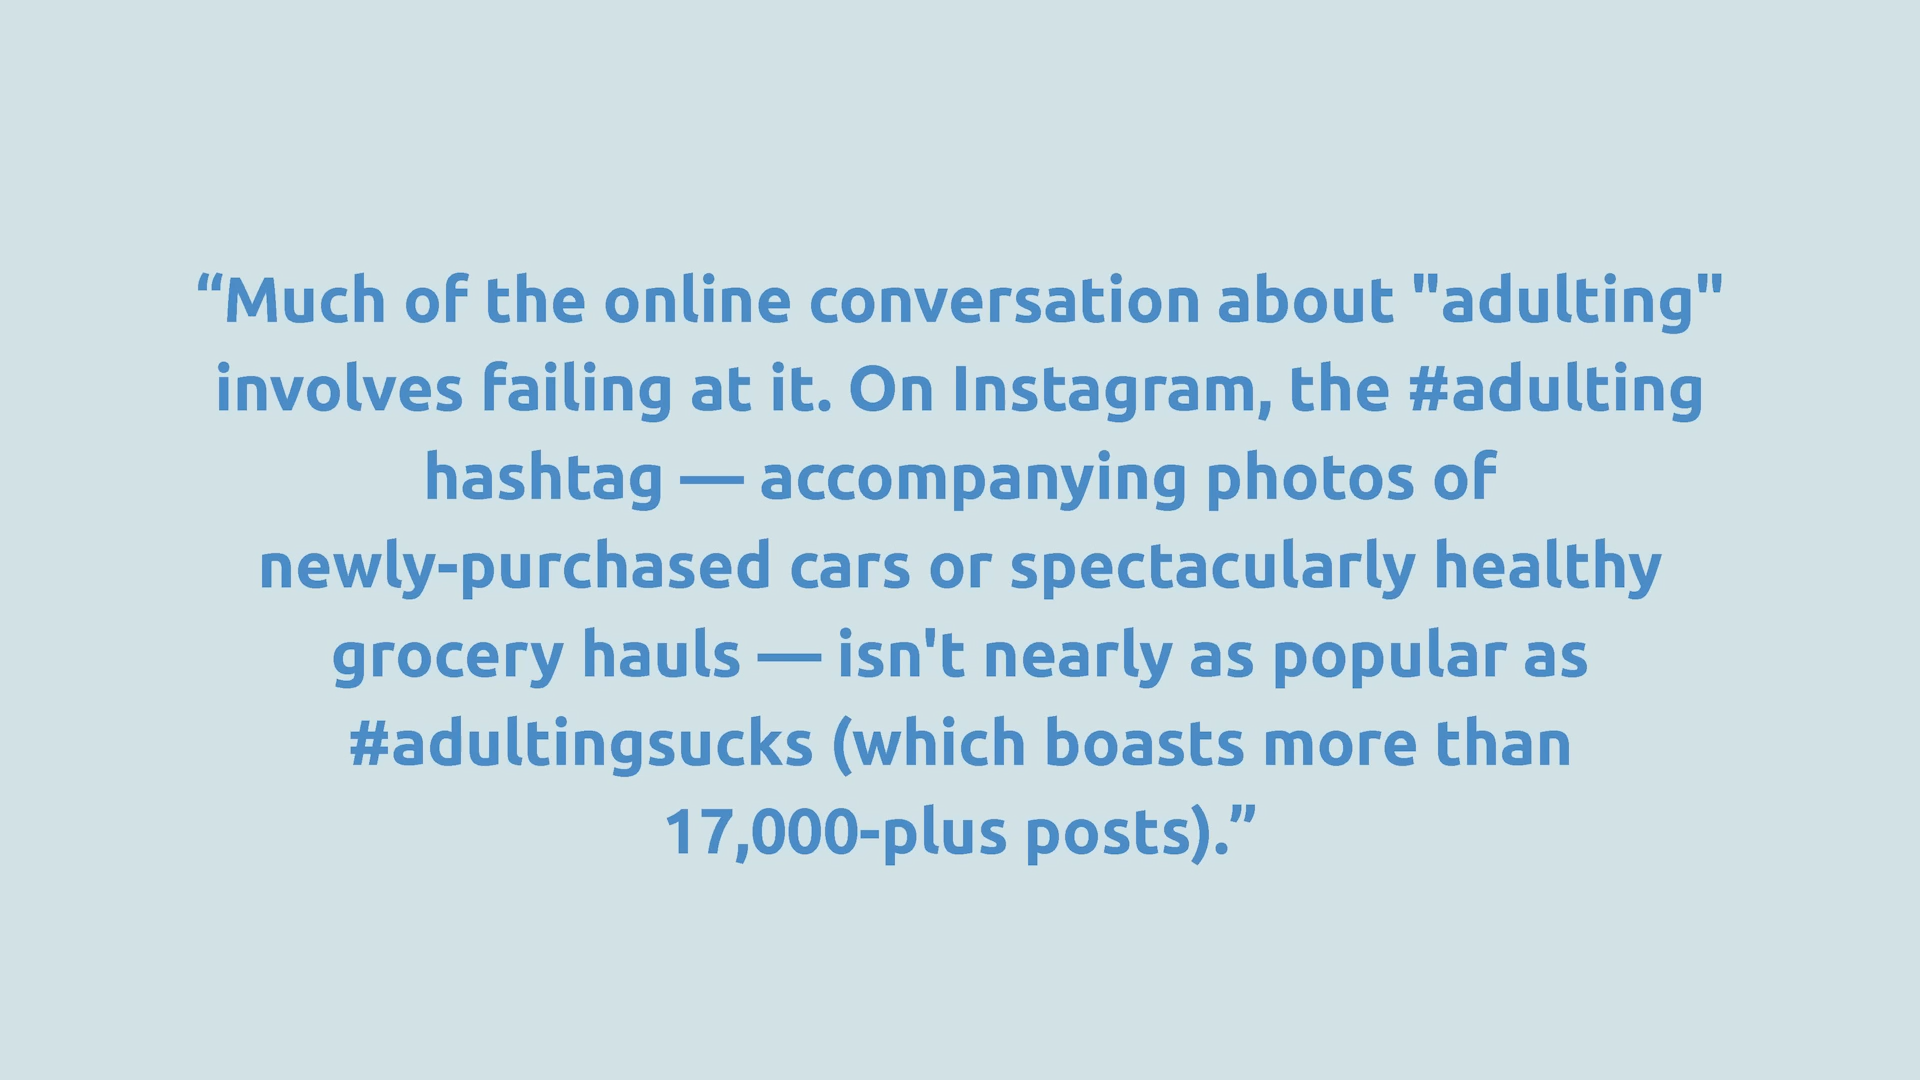 “Much of the online conversation about "adulting"
involves failing at it. On Instagram, the #adulting
hashtag — accompanying photos of
newly-purchased cars or spectacularly healthy
grocery hauls — isn't nearly as popular as
#adultingsucks (which boasts more than
17,000-plus posts).”